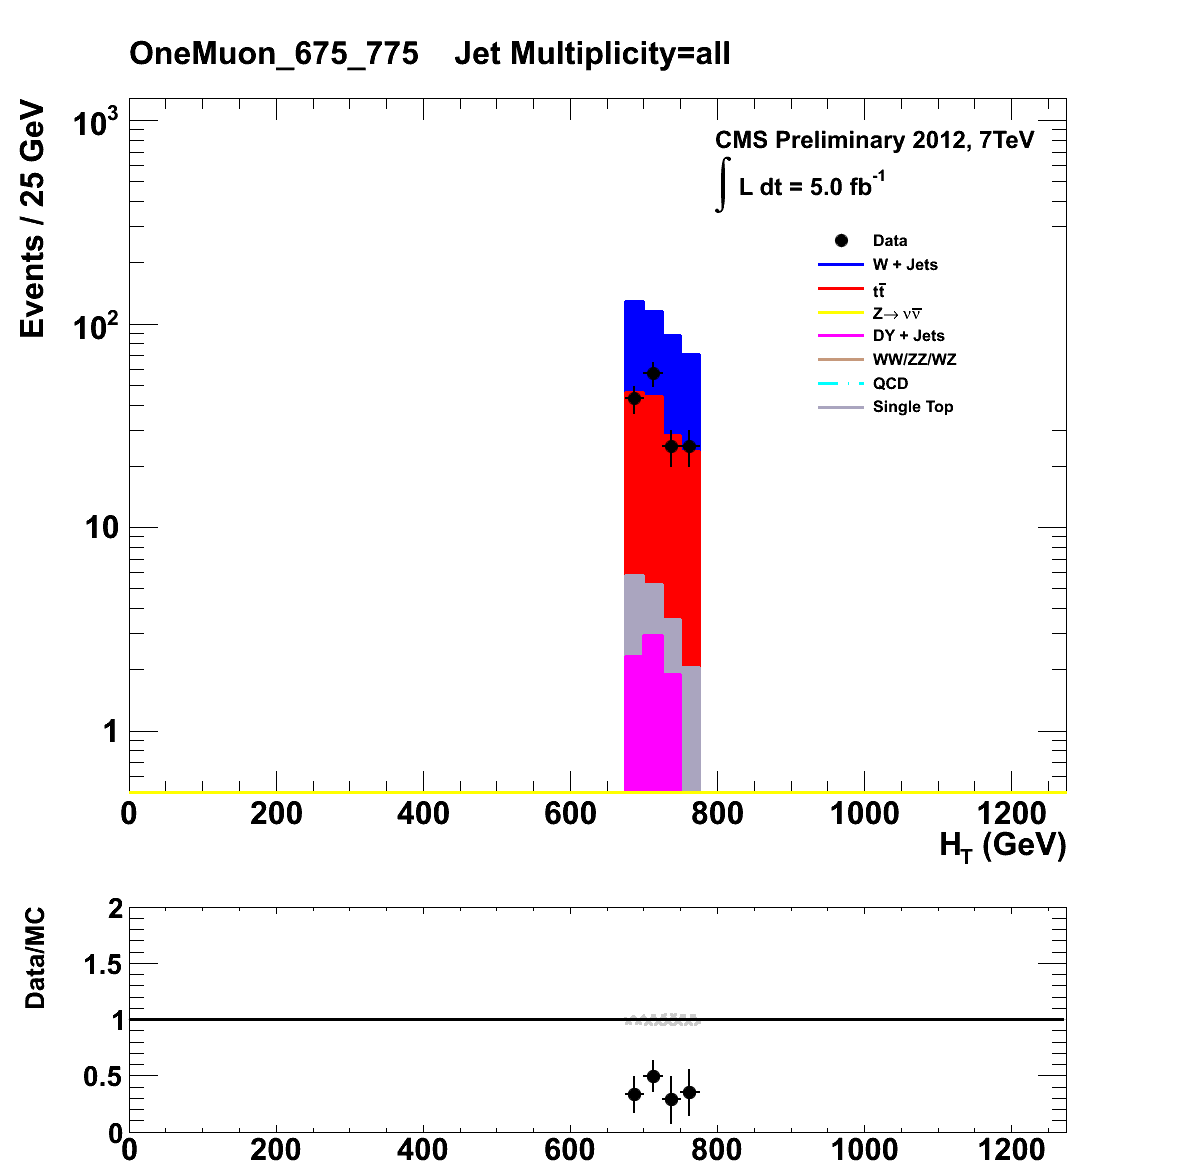 OneMuon_675_775 Jet Multiplicity=all
Events / 25 GeV
10³
10²
10
1
CMS Preliminary 2012, 7TeV
∫ L dt = 5.0 fb⁻¹
Data
W + Jets
tt̅
Z→ νν̅
DY + Jets
WW/ZZ/WZ
QCD
Single Top
0 200 400 600 800 1000 1200
H_T (GeV)
Data/MC
2
1.5
1
0.5
0
0 200 400 600 800 1000 1200